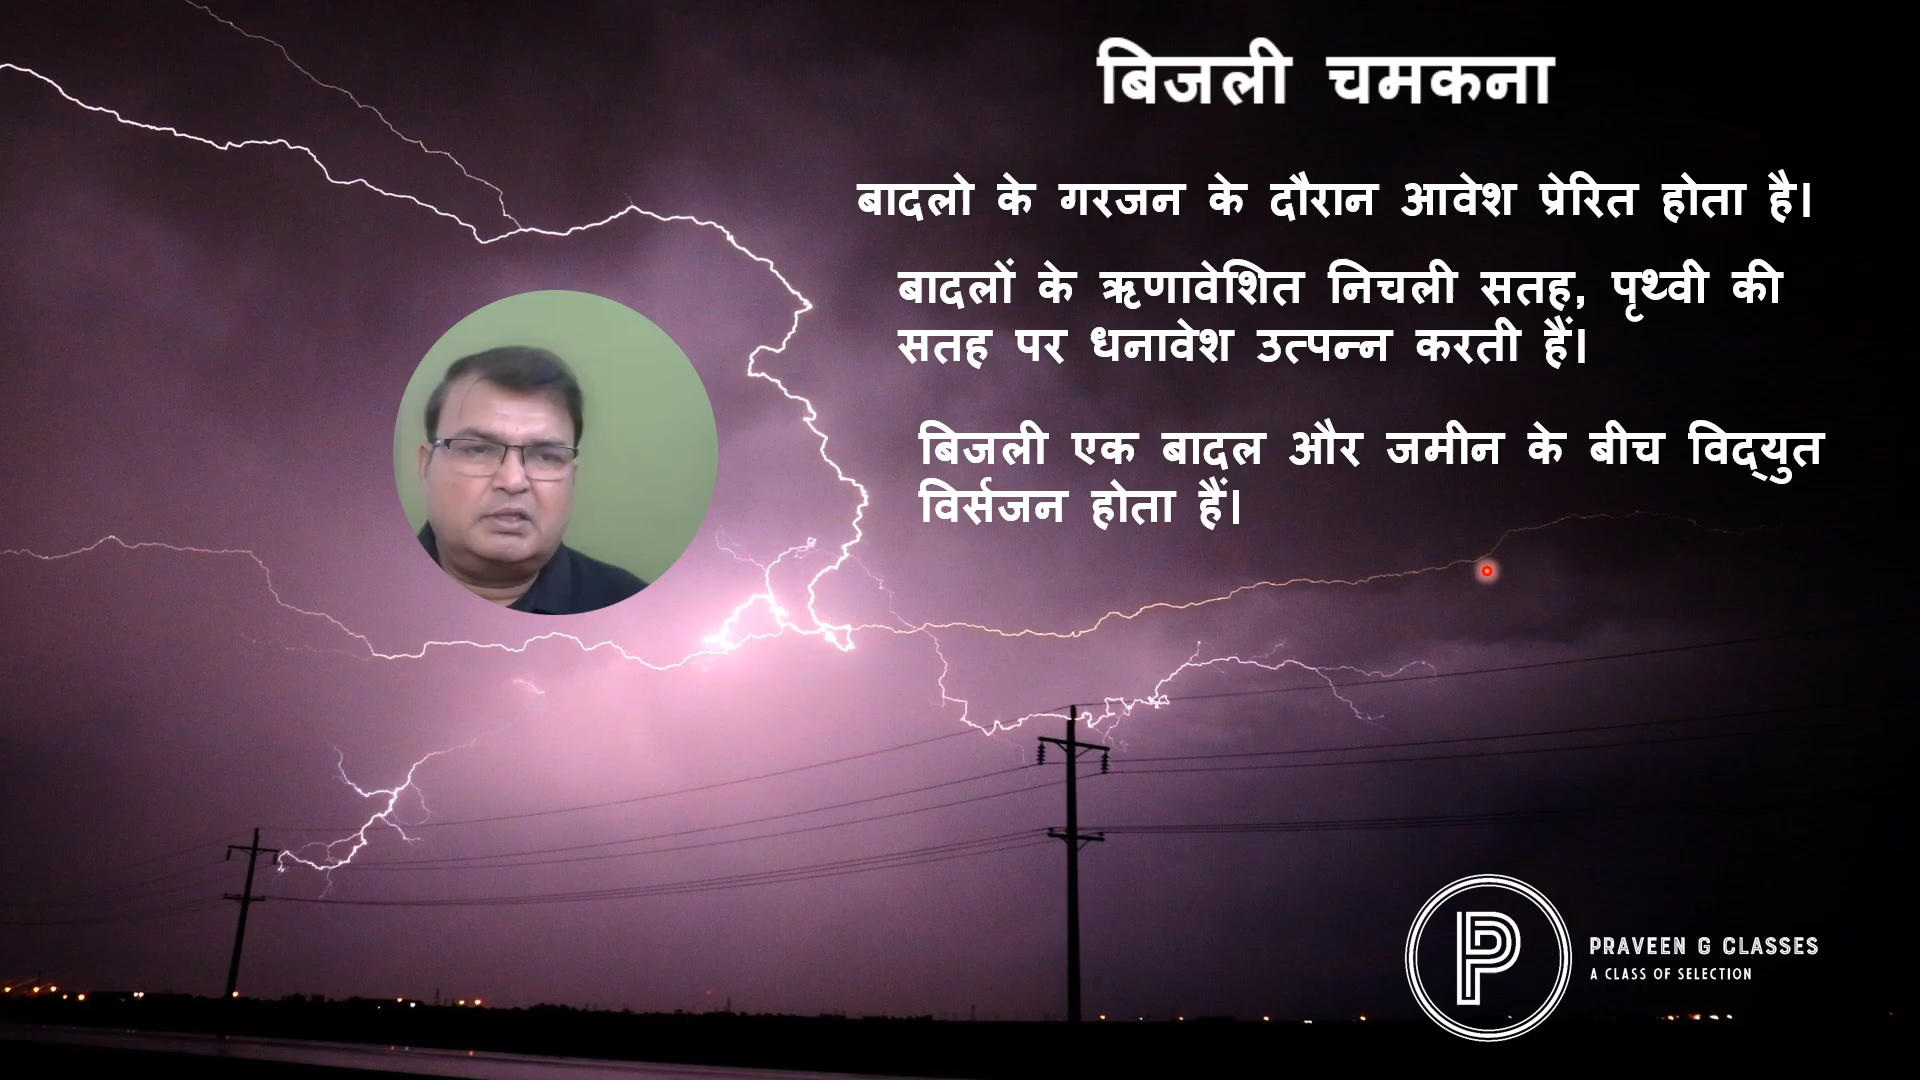 बिजली चमकना
बादलो के गरजन के दौरान आवेश प्रेरित होता है।
बादलों के ऋणावेशित निचली सतह, पृथ्वी की
सतह पर धनावेश उत्पन्न करती हैं।
बिजली एक बादल और जमीन के बीच विद्‌युत
विर्सजन होता हैं।
PRAVEEN G CLASSES
A CLASS OF SELECTION